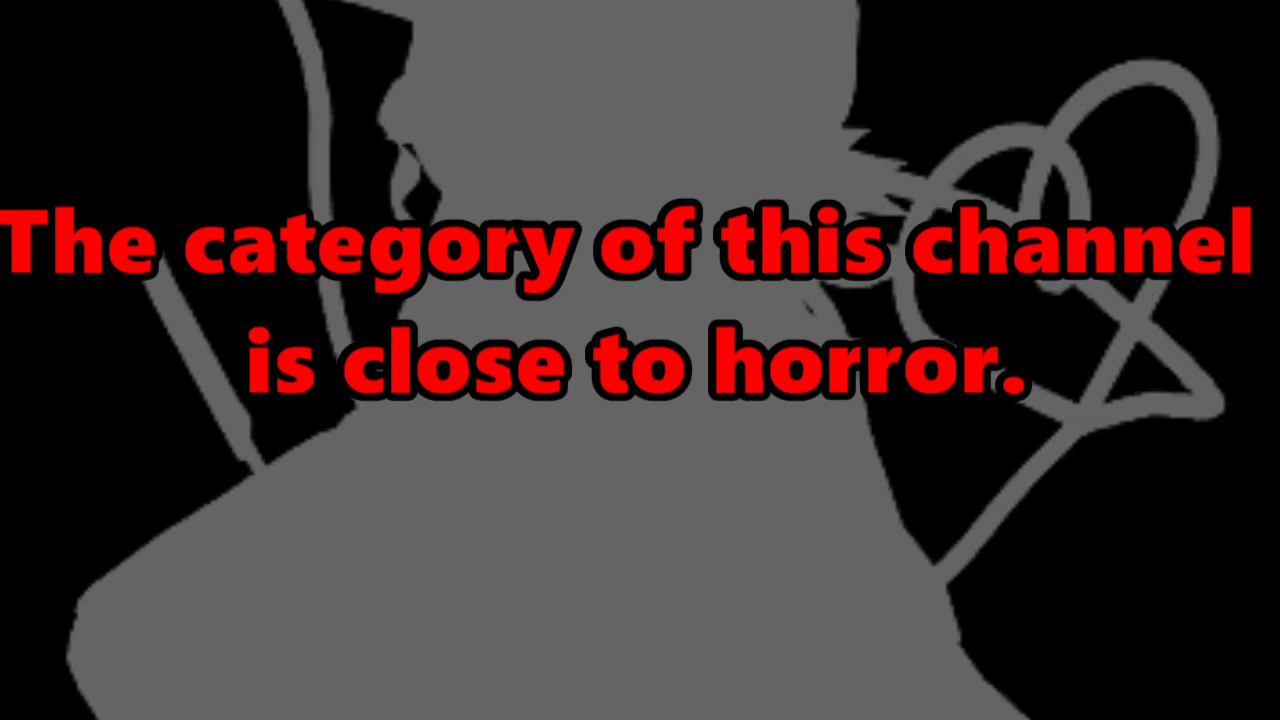 The category of this channel
is close to horror.